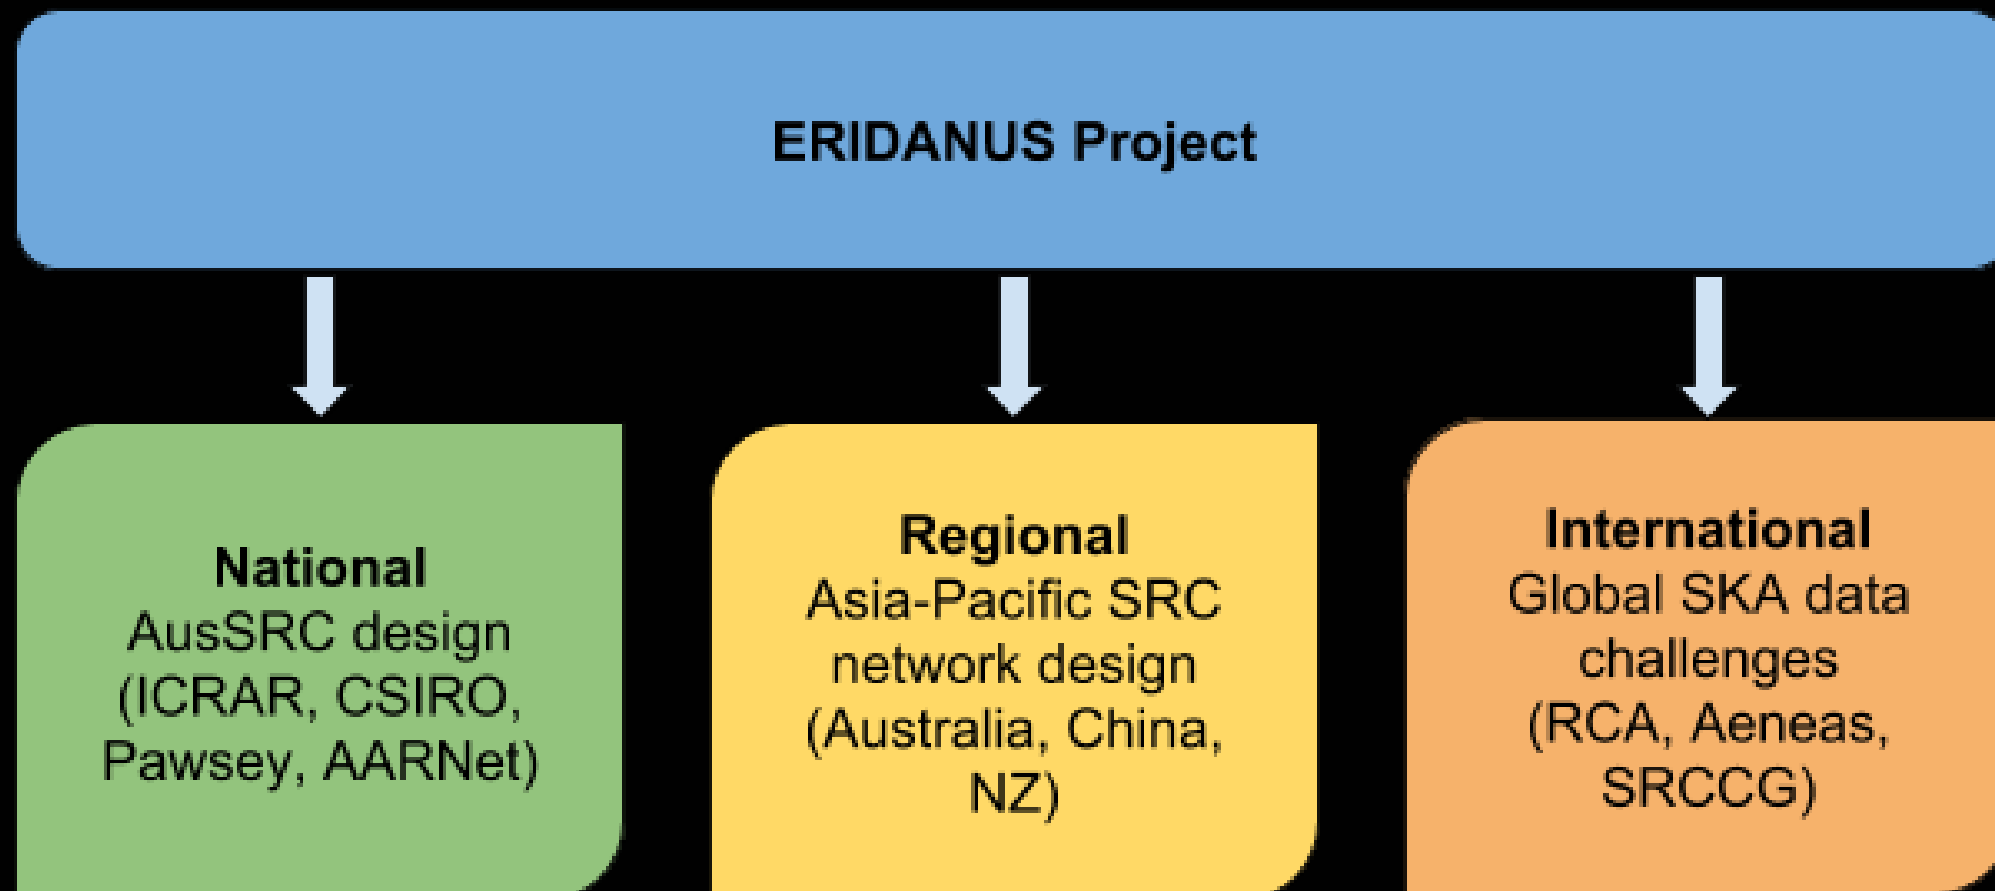 ERIDANUS Project
National
AusSRC design
(ICRAR, CSIRO,
Pawsey, AARNet)
Regional
Asia-Pacific SRC
network design
(Australia, China,
NZ)
International
Global SKA data
challenges
(RCA, Aeneas,
SRCCG)